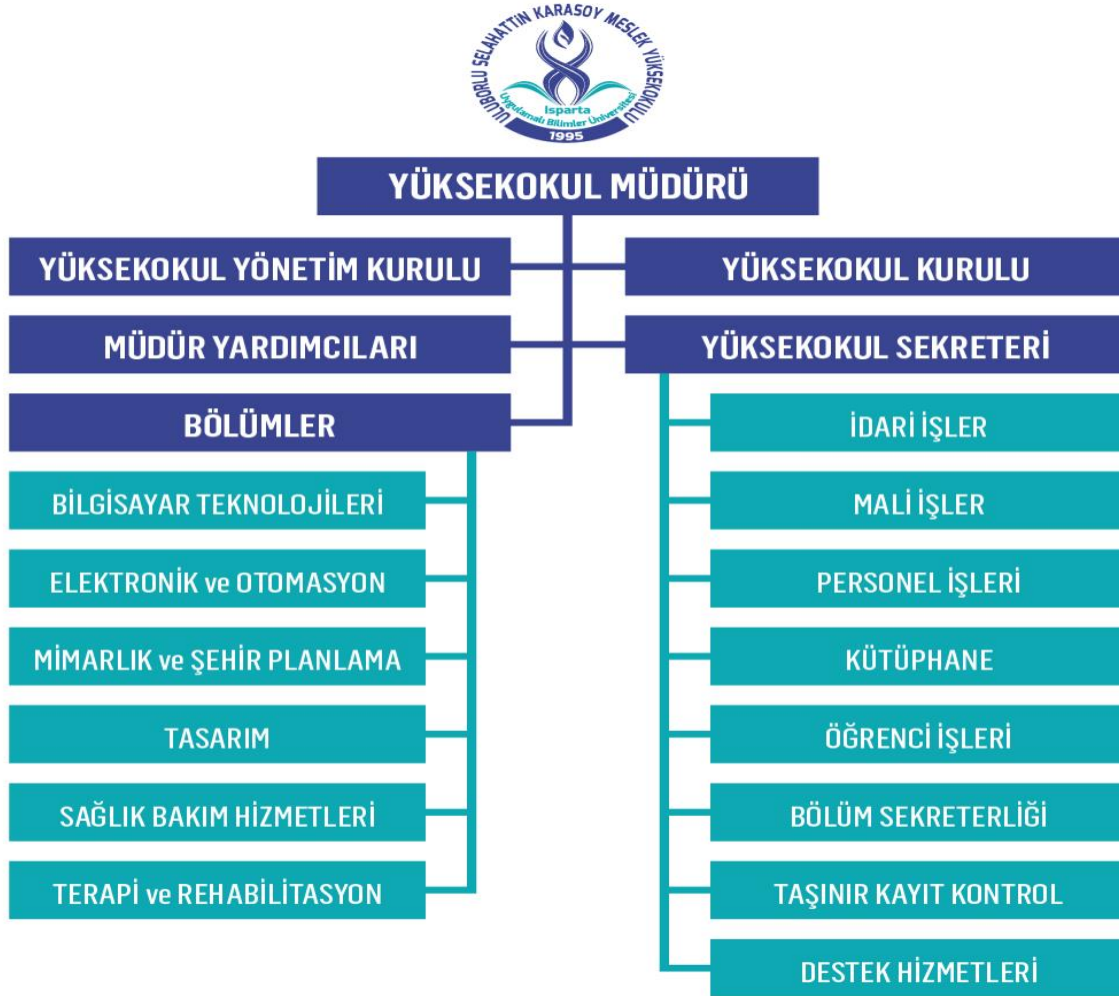 ULUBORLU SELAHATTİN KARASOY MESLEK YÜKSEKOKULU
Isparta
Uygulamalı Bilimler Üniversitesi
1995
YÜKSEKOKUL MÜDÜRÜ
YÜKSEKOKUL YÖNETİM KURULU
YÜKSEKOKUL KURULU
MÜDÜR YARDIMCILARI
YÜKSEKOKUL SEKRETERİ
BÖLÜMLER
BİLGİSAYAR TEKNOLOJİLERİ
ELEKTRONİK ve OTOMASYON
MİMARLIK ve ŞEHİR PLANLAMA
TASARIM
SAĞLIK BAKIM HİZMETLERİ
TERAPİ ve REHABİLİTASYON
İDARİ İŞLER
MALİ İŞLER
PERSONEL İŞLERİ
KÜTÜPHANE
ÖĞRENCİ İŞLERİ
BÖLÜM SEKRETERLİĞİ
TAŞINIR KAYIT KONTROL
DESTEK HİZMETLERİ